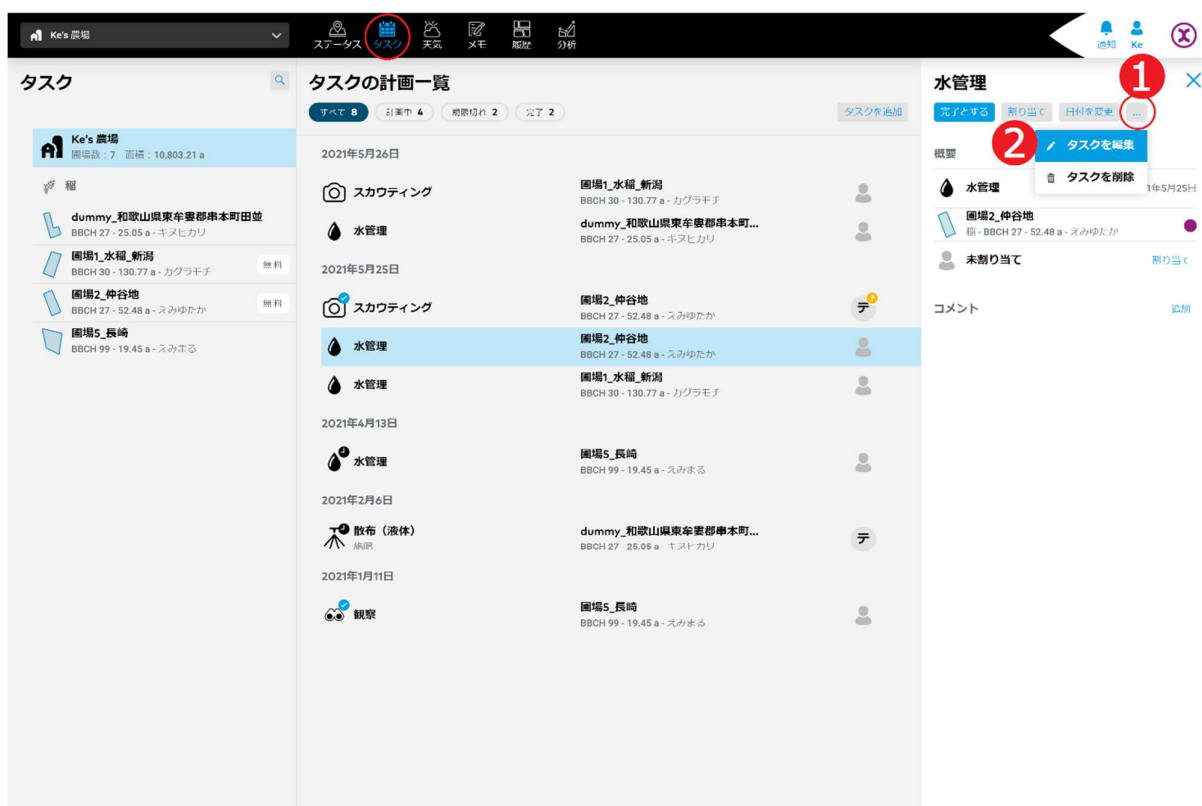 Ke's 農場
ステータス
タスク
天気
メモ
履歴
分析
通知
Ke
タスク
Ke's 農場
圃場数：7 面積：10,803.21 a
稲
dummy_和歌山県東牟婁郡串本町田並
BBCH 27 - 25.05 a - キヌヒカリ
圃場1_水稲_新潟
BBCH 30 - 130.77 a - カグラモチ
無料
圃場2_仲谷地
BBCH 27 - 52.48 a - えみゆたか
無料
圃場5_長崎
BBCH 99 - 19.45 a - えみまる
タスクの計画一覧
すべて 8
計画中 4
期限切れ 2
完了 2
タスクを追加
2021年5月26日
スカウティング
圃場1_水稲_新潟
BBCH 30 - 130.77 a - カグラモチ
水管理
dummy_和歌山県東牟婁郡串本町...
BBCH 27 - 25.05 a - キヌヒカリ
2021年5月25日
スカウティング
圃場2_仲谷地
BBCH 27 - 52.48 a - えみゆたか
テ
?
水管理
圃場2_仲谷地
BBCH 27 - 52.48 a - えみゆたか
水管理
圃場1_水稲_新潟
BBCH 30 - 130.77 a - カグラモチ
2021年4月13日
水管理
圃場5_長崎
BBCH 99 - 19.45 a - えみまる
2021年2月6日
散布（液体）
施肥
dummy_和歌山県東牟婁郡串本町...
BBCH 27 - 25.05 a - キヌヒカリ
テ
2021年1月11日
観察
圃場5_長崎
BBCH 99 - 19.45 a - えみまる
水管理
1
完了とする
割り当て
日付を変更
...
2
タスクを編集
タスクを削除
概要
水管理
1年5月25日
圃場2_仲谷地
稲 - BBCH 27 - 52.48 a - えみゆたか
未割り当て
割り当て
コメント
追加